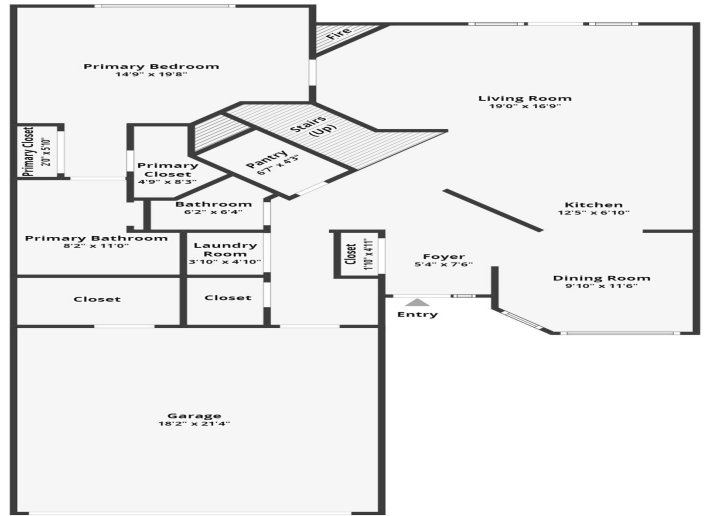 Fire
Primary Bedroom
14'9" x 19'8"
Living Room
19'0" x 16'9"
Stairs
(Up)
Primary Closet
2'0" x 5'10"
Primary
Closet
4'9" x 8'3"
Pantry
6'7" x 4'3"
Bathroom
6'2" x 6'4"
Kitchen
12'5" x 6'10"
Primary Bathroom
8'2" x 11'0"
Laundry
Room
3'10" x 4'10"
Closet
1'10" x 4'11"
Foyer
5'4" x 7'6"
Dining Room
9'10" x 11'6"
Closet
Closet
Entry
Garage
18'2" x 21'4"